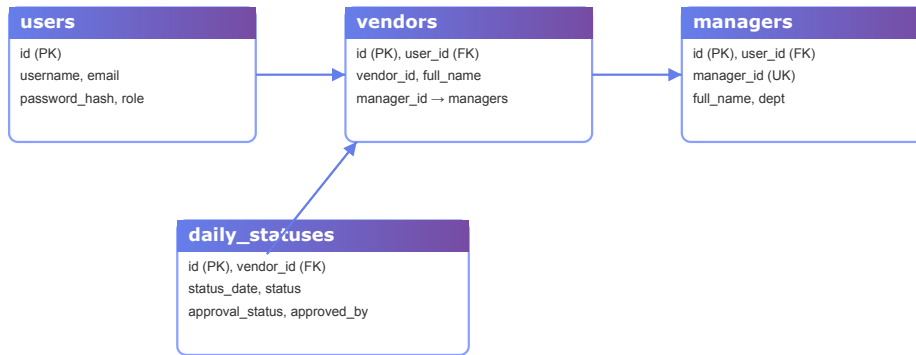 users
id (PK)
username, email
password_hash, role
vendors
id (PK), user_id (FK)
vendor_id, full_name
manager_id → managers
managers
id (PK), user_id (FK)
manager_id (UK)
full_name, dept
daily_statuses
id (PK), vendor_id (FK)
status_date, status
approval_status, approved_by